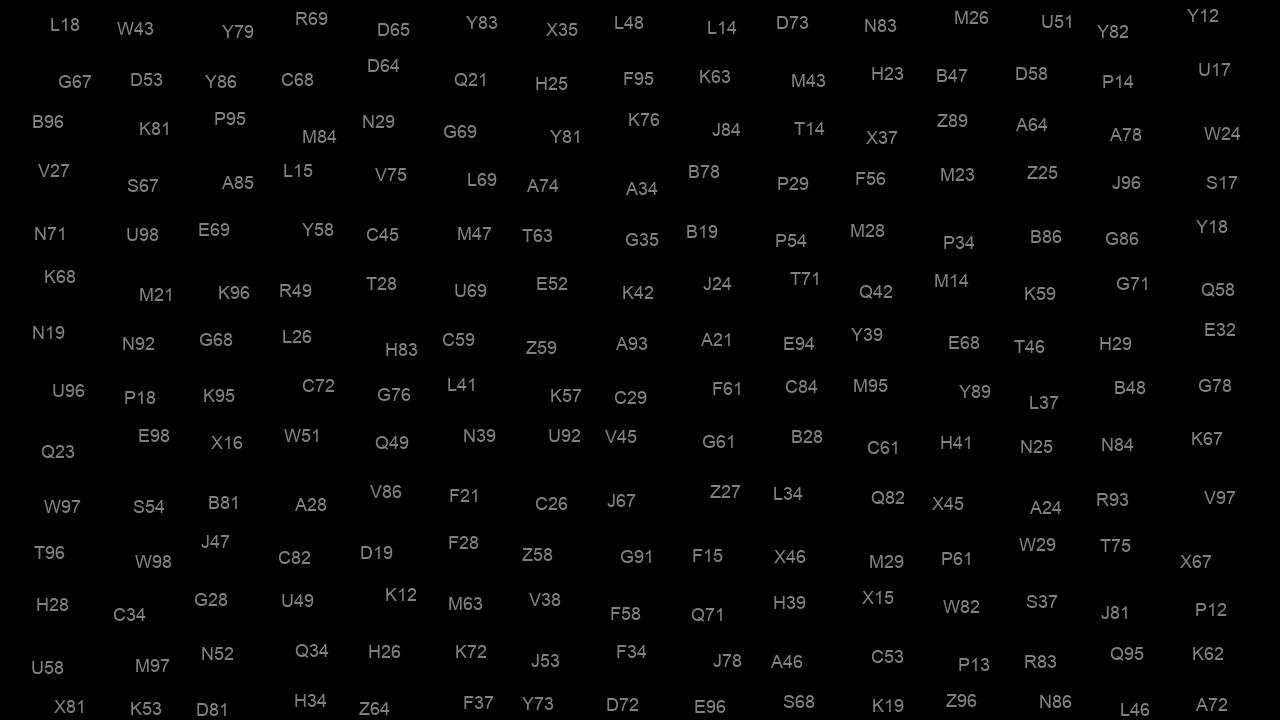 L18 W43 Y79 R69 D65 Y83 X35 L48 L14 D73 N83 M26 U51 Y82 Y12
G67 D53 Y86 C68 D64 Q21 H25 F95 K63 M43 H23 B47 D58 P14 U17
B96 K81 P95 M84 N29 G69 Y81 K76 J84 T14 X37 Z89 A64 A78 W24
V27 S67 A85 L15 V75 L69 A74 A34 B78 P29 F56 M23 Z25 J96 S17
N71 U98 E69 Y58 C45 M47 T63 G35 B19 P54 M28 P34 B86 G86 Y18
K68 M21 K96 R49 T28 U69 E52 K42 J24 T71 Q42 M14 K59 G71 Q58
N19 N92 G68 L26 H83 C59 Z59 A93 A21 E94 Y39 E68 T46 H29 E32
U96 P18 K95 C72 G76 L41 K57 C29 F61 C84 M95 Y89 L37 B48 G78
Q23 E98 X16 W51 Q49 N39 U92 V45 G61 B28 C61 H41 N25 N84 K67
W97 S54 B81 A28 V86 F21 C26 J67 Z27 L34 Q82 X45 A24 R93 V97
T96 W98 J47 C82 D19 F28 Z58 G91 F15 X46 M29 P61 W29 T75 X67
H28 C34 G28 U49 K12 M63 V38 F58 Q71 H39 X15 W82 S37 J81 P12
U58 M97 N52 Q34 H26 K72 J53 F34 J78 A46 C53 P13 R83 Q95 K62
X81 K53 D81 H34 Z64 F37 Y73 D72 E96 S68 K19 Z96 N86 L46 A72